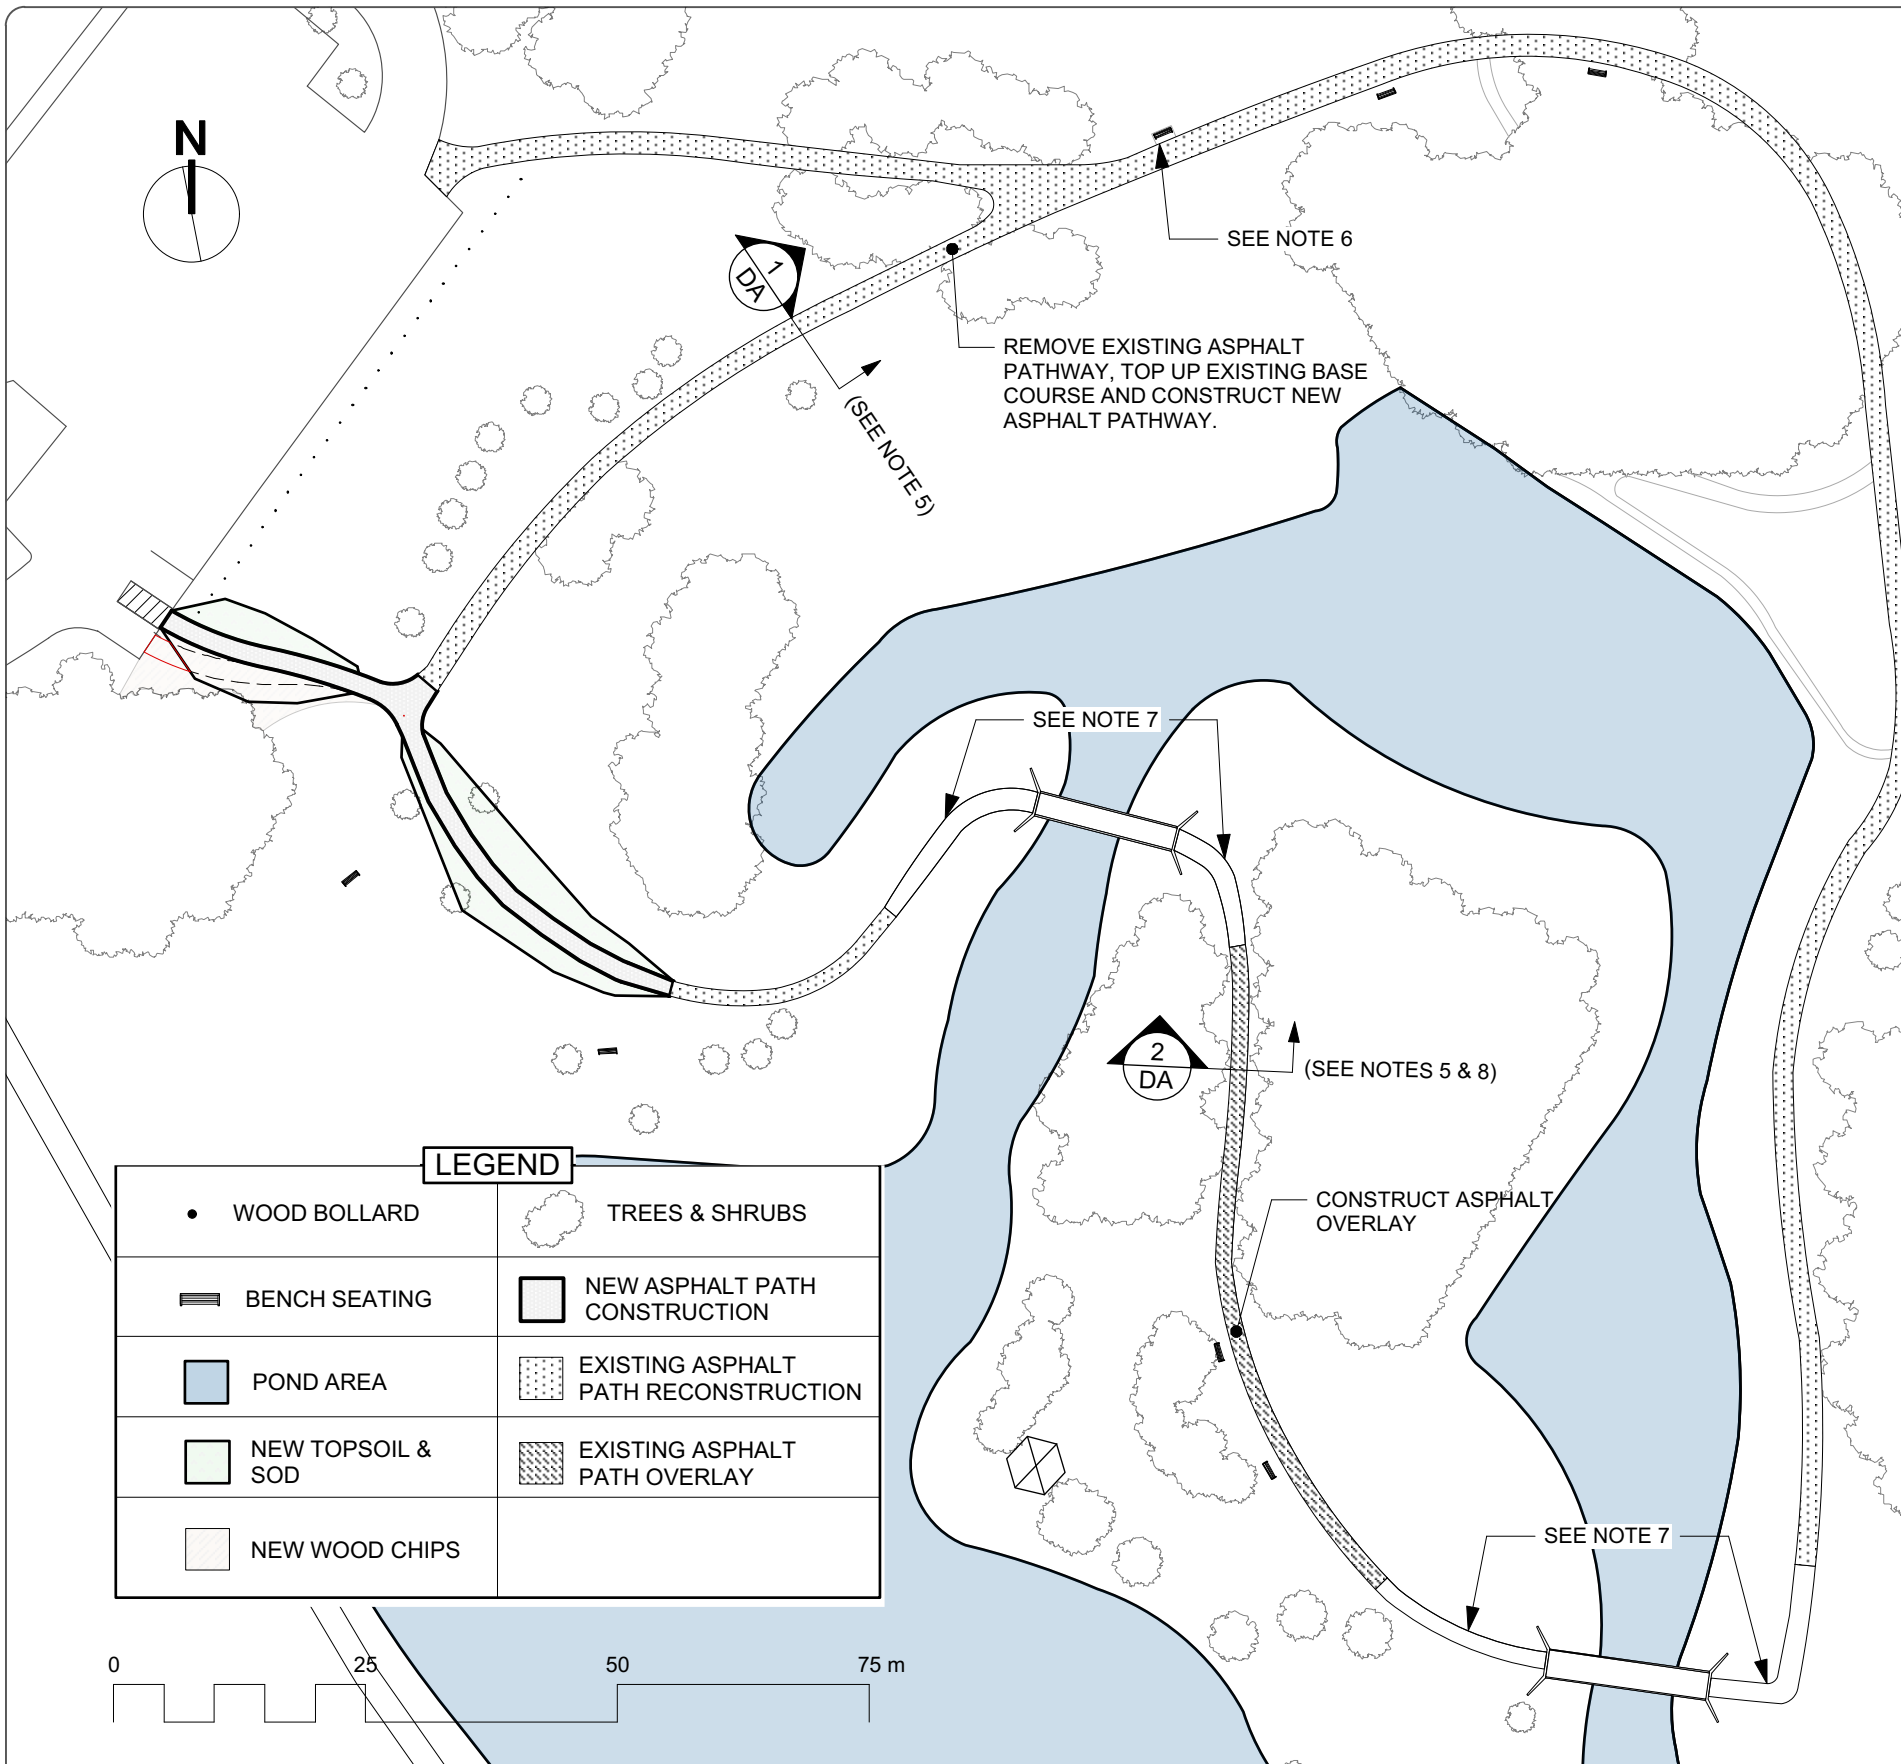 N
SEE NOTE 6
1
DA
(SEE NOTE 5)
REMOVE EXISTING ASPHALT
PATHWAY, TOP UP EXISTING BASE
COURSE AND CONSTRUCT NEW
ASPHALT PATHWAY.
SEE NOTE 7
2
DA
(SEE NOTES 5 & 8)
CONSTRUCT ASPHALT
OVERLAY
LEGEND
WOOD BOLLARD
TREES & SHRUBS
BENCH SEATING
NEW ASPHALT PATH
CONSTRUCTION
POND AREA
EXISTING ASPHALT
PATH RECONSTRUCTION
NEW TOPSOIL &
SOD
EXISTING ASPHALT
PATH OVERLAY
NEW WOOD CHIPS
SEE NOTE 7
0 25 50 75 m